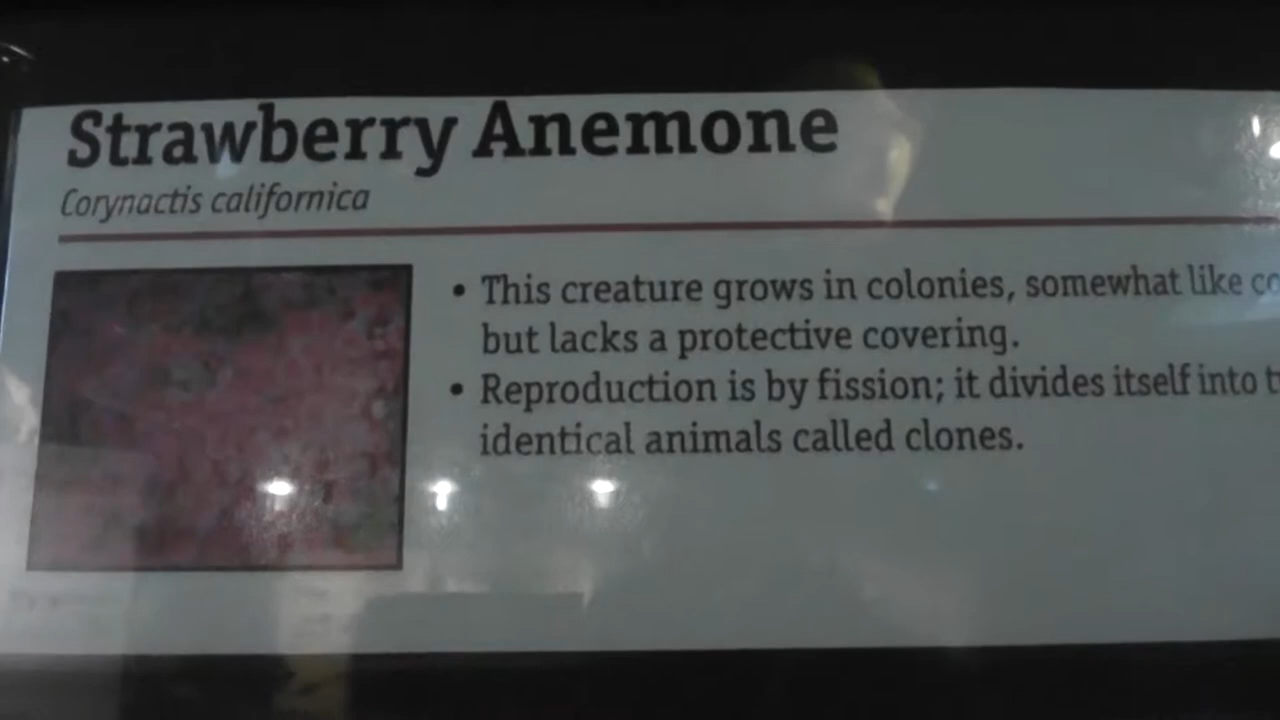 Strawberry Anemone
Corynactis californica
• This creature grows in colonies, somewhat like
but lacks a protective covering.
• Reproduction is by fission; it divides itself into
identical animals called clones.